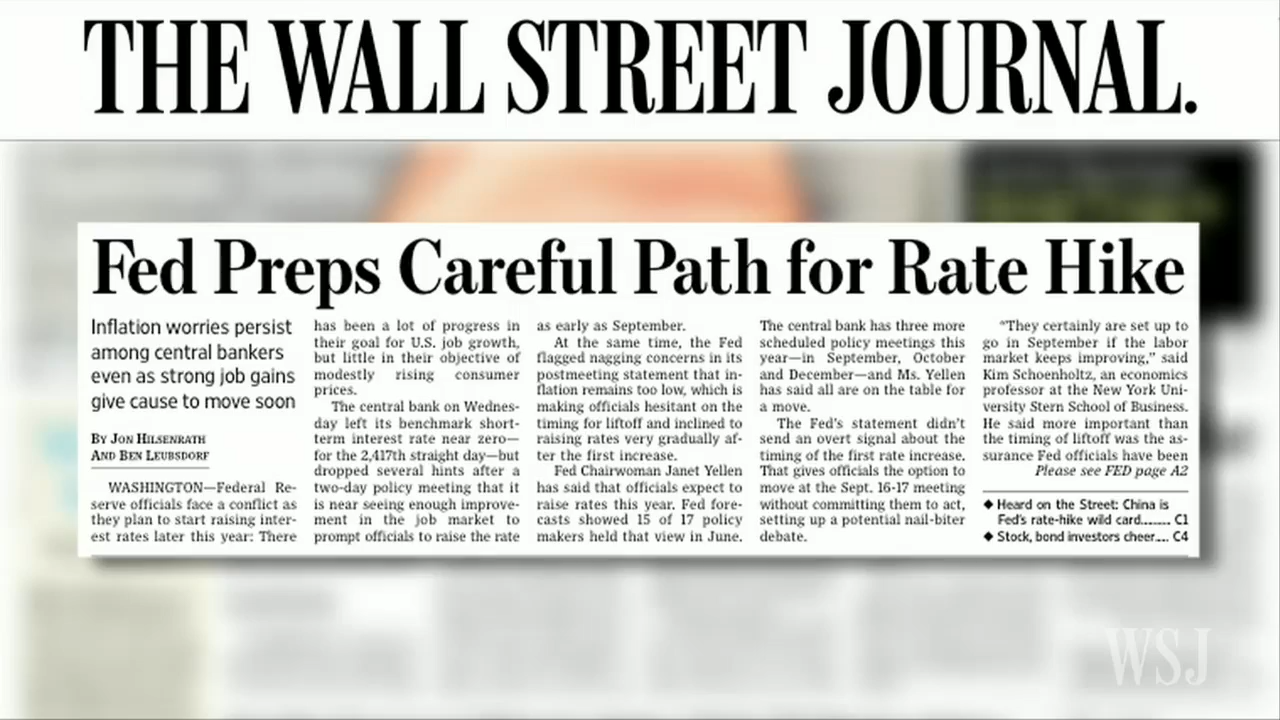 THE WALL STREET JOURNAL.
Fed Preps Careful Path for Rate Hike
Inflation worries persist
among central bankers
even as strong job gains
give cause to move soon
BY JON HILSENRATH
AND BEN LEUBSDORF
WASHINGTON—Federal Re-
serve officials face a conflict as
they plan to start raising inter-
est rates later this year: There
has been a lot of progress in
their goal for U.S. job growth,
but little in their objective of
modestly rising consumer
prices.
The central bank on Wednes-
day left its benchmark short-
term interest rate near zero—
for the 2,417th straight day—but
dropped several hints after a
two-day policy meeting that it
is near seeing enough improve-
ment in the job market to
prompt officials to raise the rate
as early as September.
At the same time, the Fed
flagged nagging concerns in its
postmeeting statement that in-
flation remains too low, which is
making officials hesitant on the
timing for liftoff and inclined to
raising rates very gradually af-
ter the first increase.
Fed Chairwoman Janet Yellen
has said that officials expect to
raise rates this year. Fed fore-
casts showed 15 of 17 policy
makers held that view in June.
The central bank has three more
scheduled policy meetings this
year—in September, October
and December—and Ms. Yellen
has said all are on the table for
a move.
The Fed's statement didn't
send an overt signal about the
timing of the first rate increase.
That gives officials the option to
move at the Sept. 16-17 meeting
without committing them to act,
setting up a potential nail-biter
debate.
“They certainly are set up to
go in September if the labor
market keeps improving,” said
Kim Schoenholtz, an economics
professor at the New York Uni-
versity Stern School of Business.
He said more important than
the timing of liftoff was the as-
surance Fed officials have been
Please see FED page A2
◆ Heard on the Street: China is
Fed's rate-hike wild card........ C1
◆ Stock, bond investors cheer.... C4
WSJ